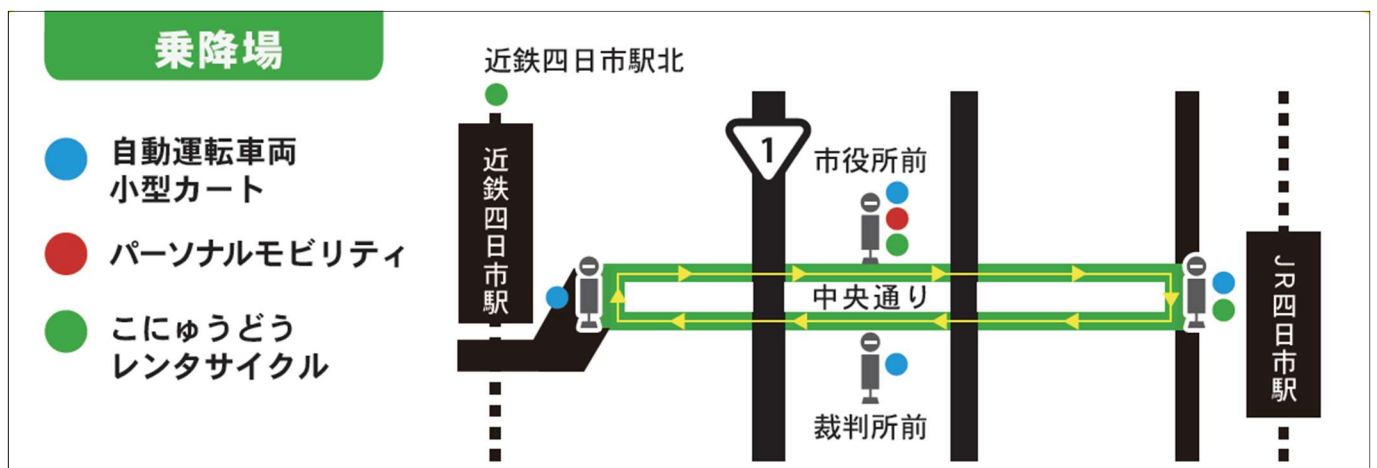 乗降場
自動運転車両
小型カート
パーソナルモビリティ
こにゅうどう
レンタサイクル
近鉄四日市駅北
近鉄四日市駅
1
市役所前
中央通り
裁判所前
JR四日市駅